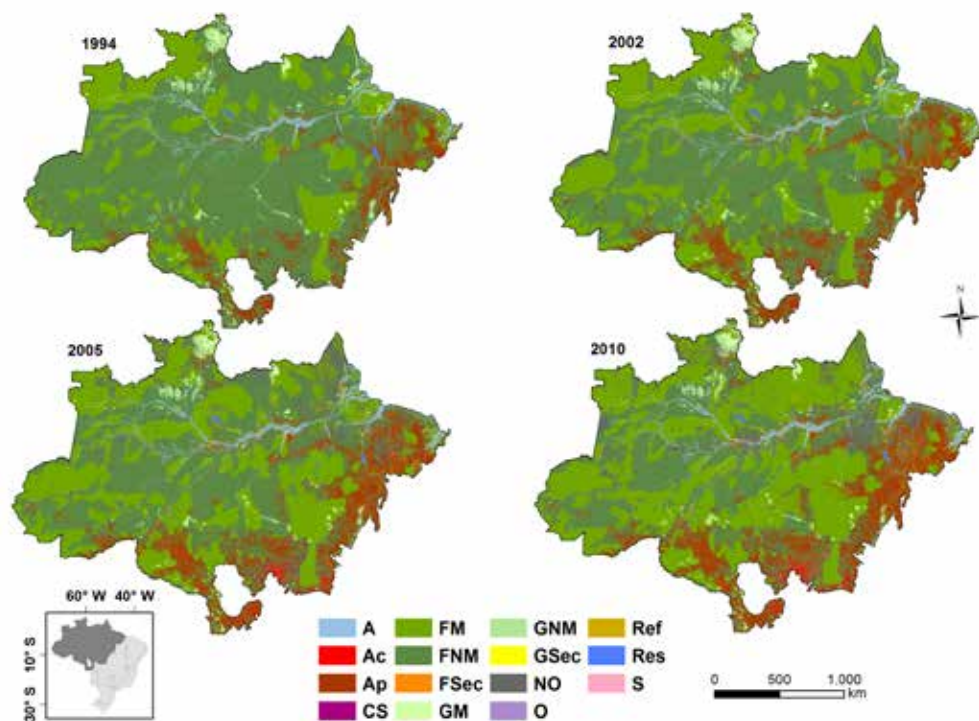 1994
2002
N
2005
2010
60° W 40° W
10° S
30° S
A FM GNM Ref
Ac FNM GSec Res
Ap FSec NO S
CS GM O
0 500 1,000
km